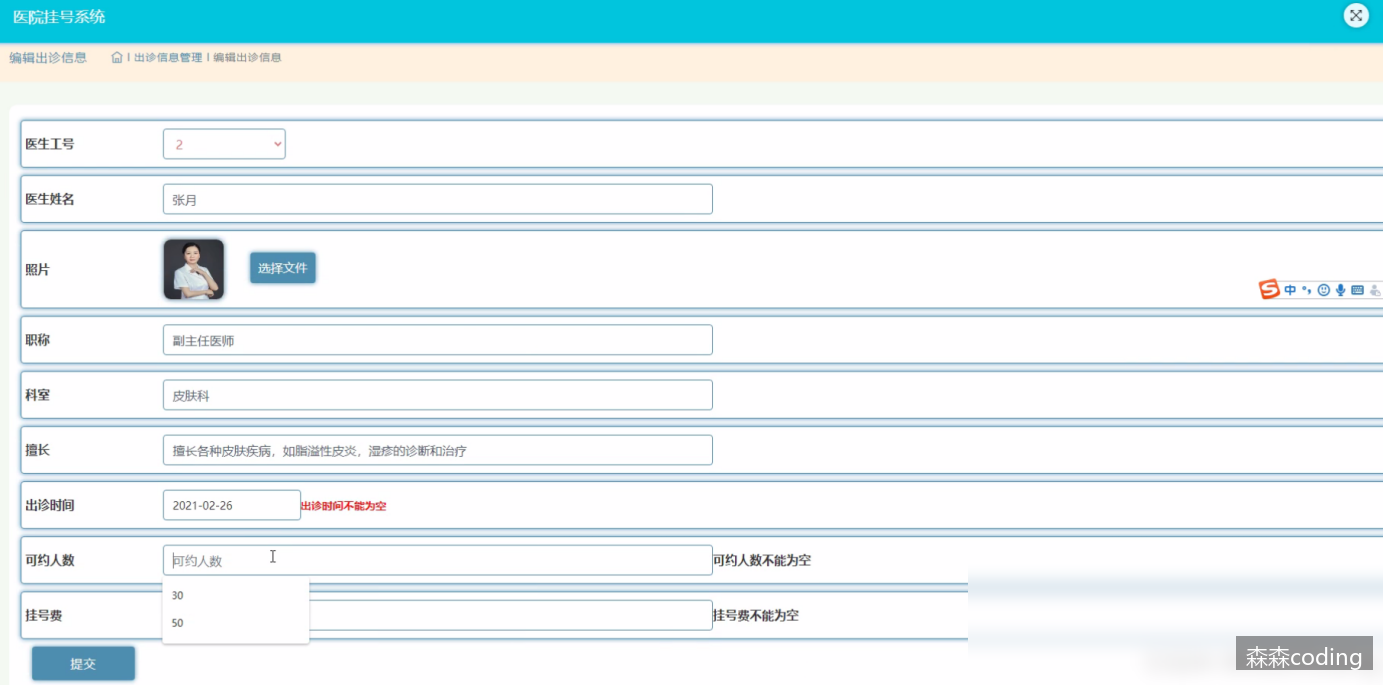 医院挂号系统
编辑出诊信息 | 出诊信息管理 | 编辑出诊信息
医生工号 2
医生姓名 张月
照片 选择文件
中
职称 副主任医师
科室 皮肤科
擅长 擅长各种皮肤疾病，如脂溢性皮炎，湿疹的诊断和治疗
出诊时间 2021-02-26 出诊时间不能为空
可约人数 可约人数 可约人数不能为空
30
挂号费 挂号费不能为空
50
提交
森森coding